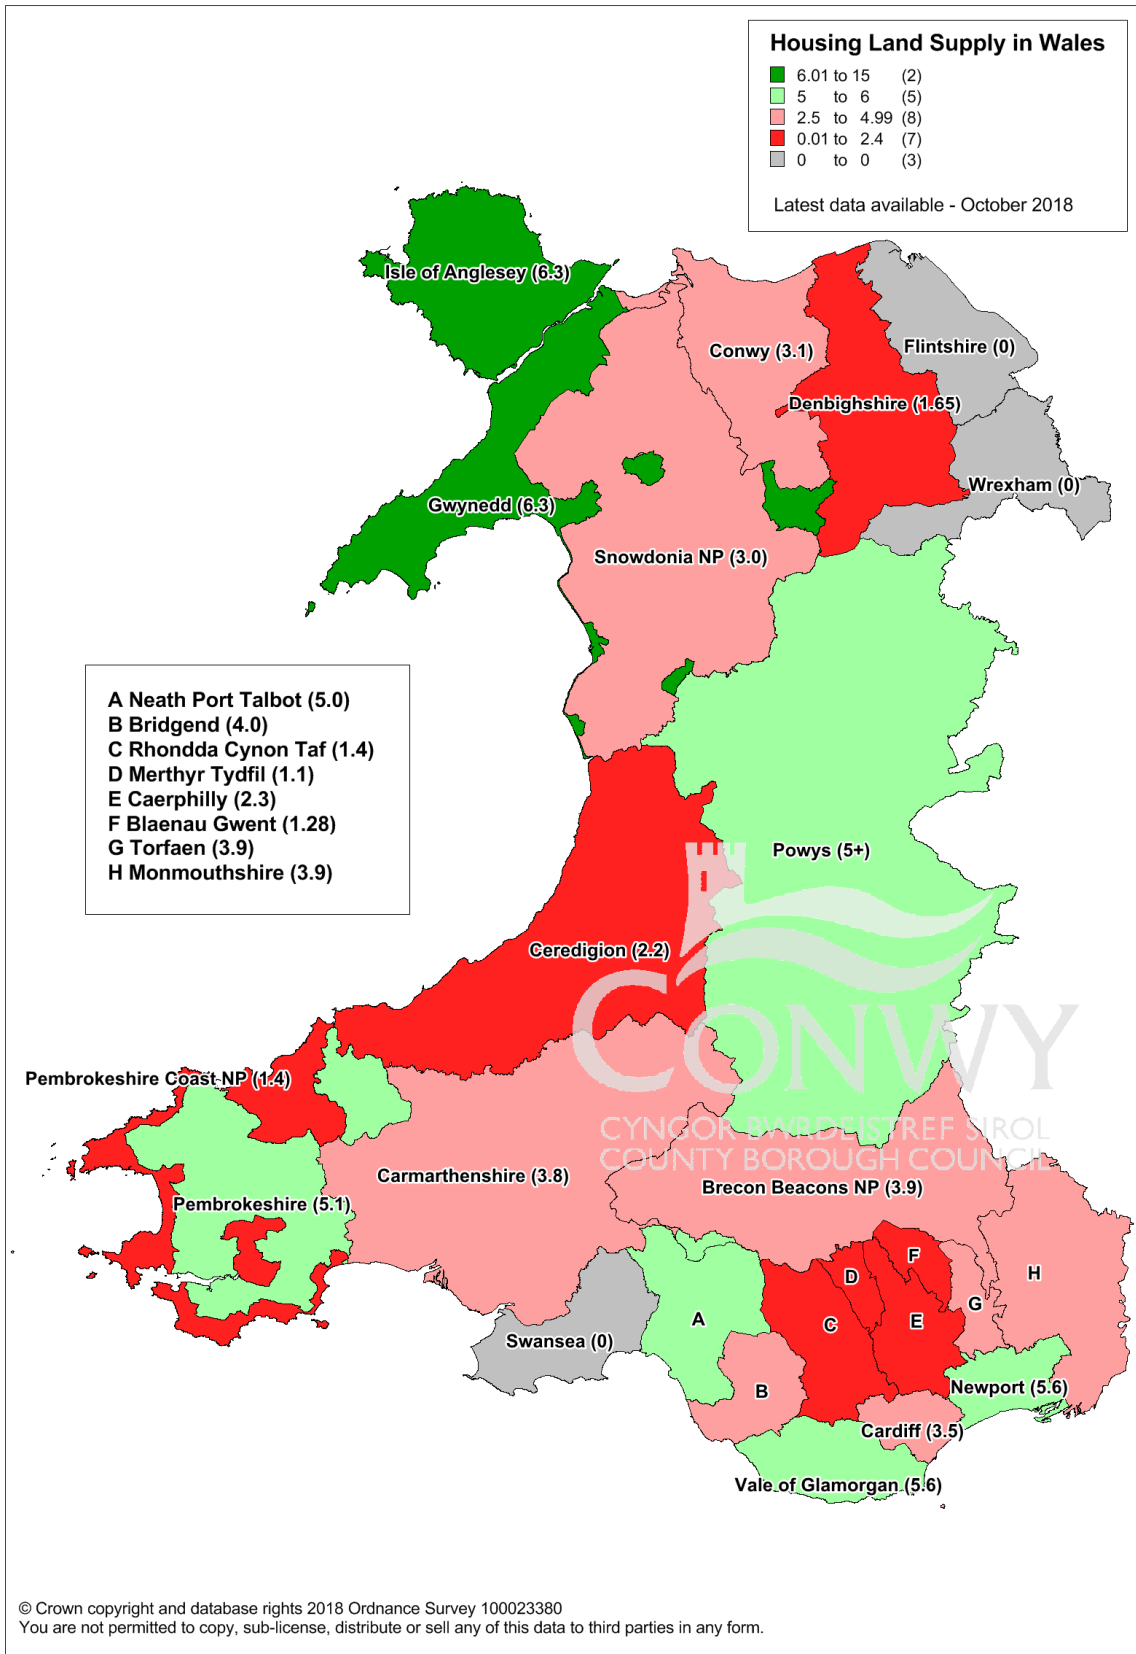 Housing Land Supply in Wales
6.01 to 15 (2)
5 to 6 (5)
2.5 to 4.99 (8)
0.01 to 2.4 (7)
0 to 0 (3)
Latest data available - October 2018
Isle of Anglesey (6.3)
Conwy (3.1)
Flintshire (0)
Denbighshire (1.65)
Wrexham (0)
Gwynedd (6.3)
Snowdonia NP (3.0)
A Neath Port Talbot (5.0)
B Bridgend (4.0)
C Rhondda Cynon Taf (1.4)
D Merthyr Tydfil (1.1)
E Caerphilly (2.3)
F Blaenau Gwent (1.28)
G Torfaen (3.9)
H Monmouthshire (3.9)
Powys (5+)
Ceredigion (2.2)
CONWY
Pembrokeshire Coast NP (1.4)
CYNGOR BWRDEISTREF SIROL
COUNTY BOROUGH COUNCIL
Carmarthenshire (3.8)
Brecon Beacons NP (3.9)
Pembrokeshire (5.1)
F
H
D
G
A
C
E
Swansea (0)
B
Newport (5.6)
Cardiff (3.5)
Vale of Glamorgan (5.6)
© Crown copyright and database rights 2018 Ordnance Survey 100023380
You are not permitted to copy, sub-license, distribute or sell any of this data to third parties in any form.